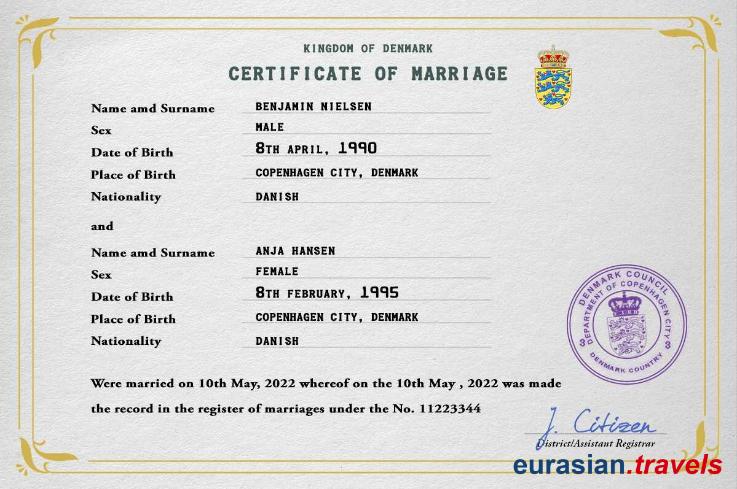 KINGDOM OF DENMARK
CERTIFICATE OF MARRIAGE
Name amd Surname BENJAMIN NIELSEN
Sex MALE
Date of Birth 8TH APRIL, 1990
Place of Birth COPENHAGEN CITY, DENMARK
Nationality DANISH
and
Name amd Surname ANJA HANSEN
Sex FEMALE
Date of Birth 8TH FEBRUARY, 1995
Place of Birth COPENHAGEN CITY, DENMARK
Nationality DANISH
DENMARK COUNCIL
DEPARTMENT OF COPENHAGEN CITY
DENMARK COUNTRY
Were married on 10th May, 2022 whereof on the 10th May , 2022 was made
the record in the register of marriages under the No. 11223344
J. Citizen
District/Assistant Registrar
eurasian.travels